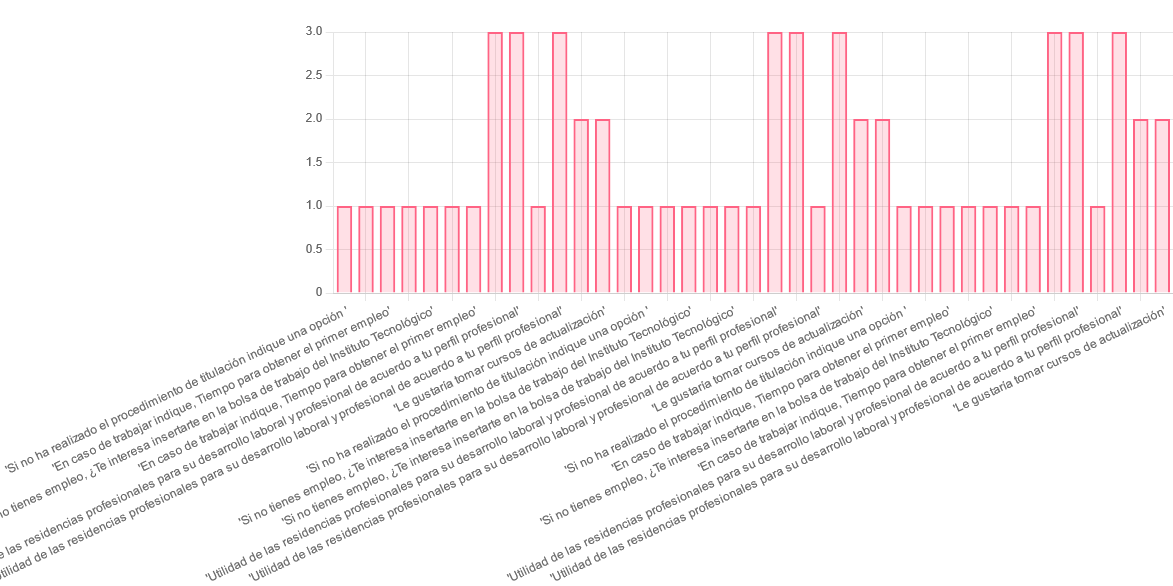 3.0
2.5
2.0
1.5
1.0
0.5
0
'Si no ha realizado el procedimiento de titulación indique una opción '
'En caso de trabajar indique, Tiempo para obtener el primer empleo'
no tienes empleo, ¿Te interesa insertarte en la bolsa de trabajo del Instituto Tecnológico'
'En caso de trabajar indique, Tiempo para obtener el primer empleo'
de las residencias profesionales para su desarrollo laboral y profesional de acuerdo a tu perfil profesional'
tilidad de las residencias profesionales para su desarrollo laboral y profesional de acuerdo a tu perfil profesional'
'Le gustaria tomar cursos de actualización'
'Si no ha realizado el procedimiento de titulación indique una opción '
'Si no tienes empleo, ¿Te interesa insertarte en la bolsa de trabajo del Instituto Tecnológico'
'Si no tienes empleo, ¿Te interesa insertarte en la bolsa de trabajo del Instituto Tecnológico'
'Utilidad de las residencias profesionales para su desarrollo laboral y profesional de acuerdo a tu perfil profesional'
'Utilidad de las residencias profesionales para su desarrollo laboral y profesional de acuerdo a tu perfil profesional'
'Le gustaria tomar cursos de actualización'
'Si no ha realizado el procedimiento de titulación indique una opción '
'En caso de trabajar indique, Tiempo para obtener el primer empleo'
'Si no tienes empleo, ¿Te interesa insertarte en la bolsa de trabajo del Instituto Tecnológico'
'En caso de trabajar indique, Tiempo para obtener el primer empleo'
'Utilidad de las residencias profesionales para su desarrollo laboral y profesional de acuerdo a tu perfil profesional'
'Utilidad de las residencias profesionales para su desarrollo laboral y profesional de acuerdo a tu perfil profesional'
'Le gustaria tomar cursos de actualización'